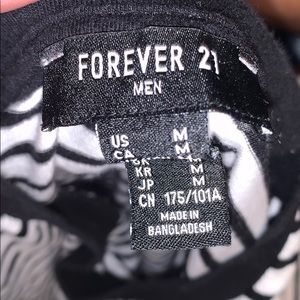 FOREVER 21
MEN
US M
CA M
KR M
JP M
CN 175/101A
MADE IN
BANGLADESH